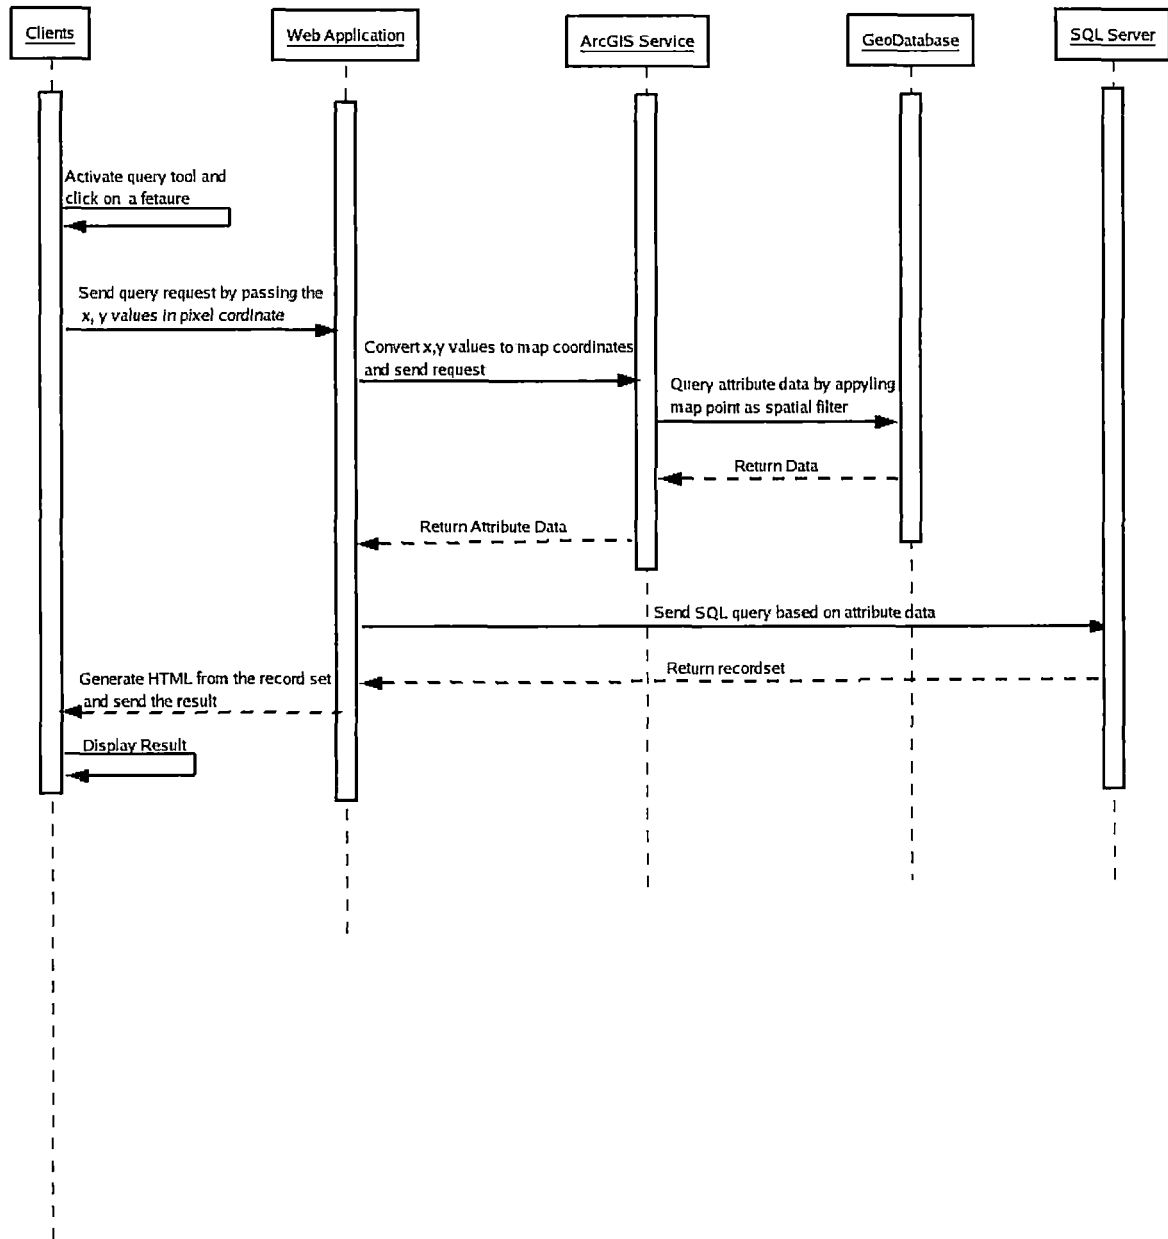 Clients
Web Application
ArcGIS Service
GeoDatabase
SQL Server
Activate query tool and
click on a fetaure
Send query request by passing the
x, y values in pixel cordinate
Convert x,y values to map coordinates
and send request
Query attribute data by appyling
map point as spatial filter
Return Data
Return Attribute Data
Send SQL query based on attribute data
Return recordset
Generate HTML from the record set
and send the result
Display Result